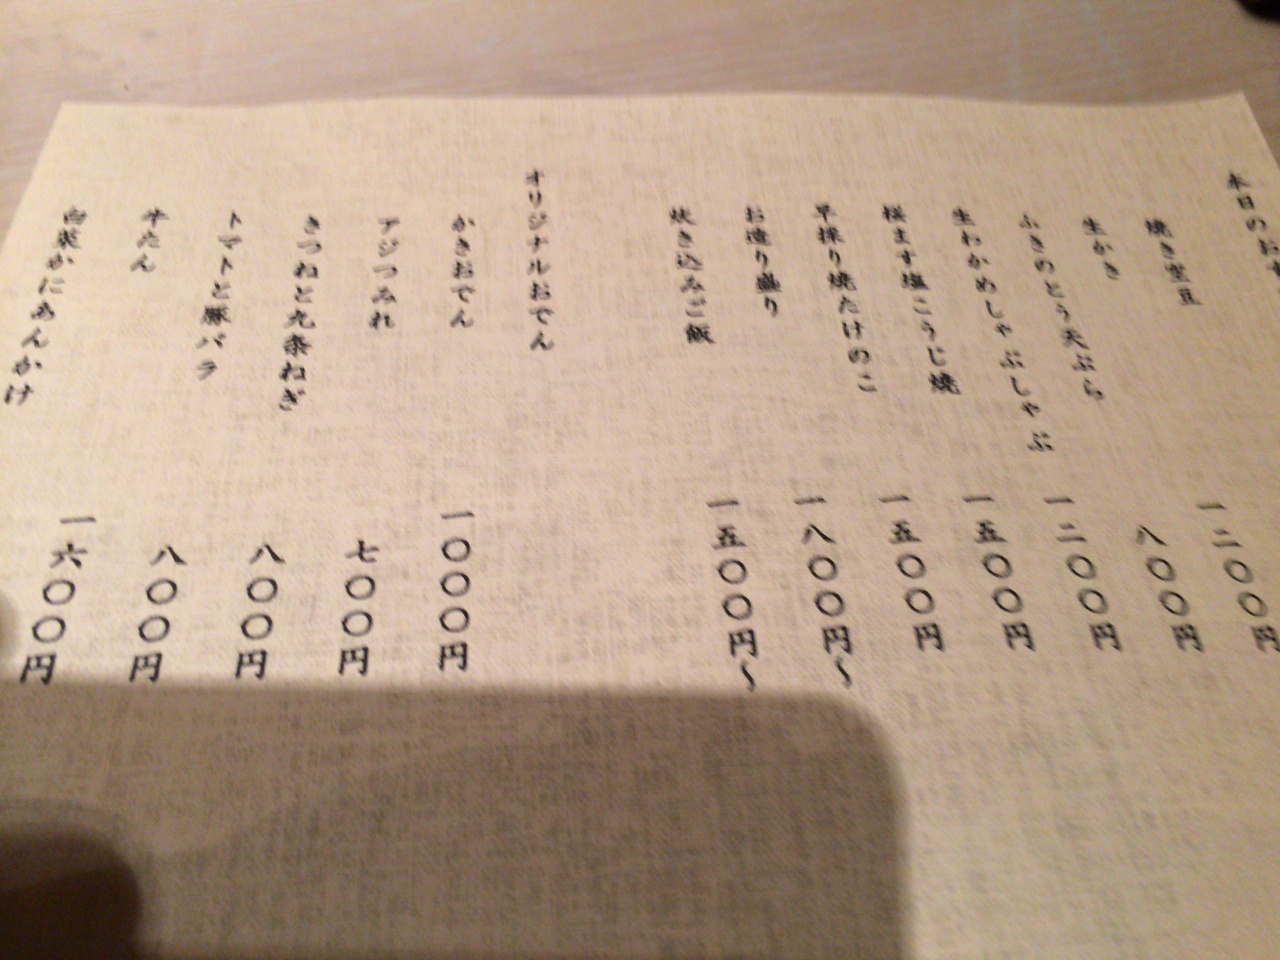 本日のおす
焼き空豆
生かき 一二〇〇円
ふきのとう天ぷら 八〇〇円
生わかめしゃぶしゃぶ 一二〇〇円
桜ます塩こうじ焼 一五〇〇円
早採り焼たけのこ 一五〇〇円
お造り盛り 一八〇〇円〜
炊き込みご飯 一五〇〇円〜
オリジナルおでん
かきおでん 一〇〇〇円
アジつみれ 七〇〇円
きつねと九条ねぎ 八〇〇円
トマトと豚バラ 八〇〇円
牛たん 一六〇〇円
白菜かにあんかけ